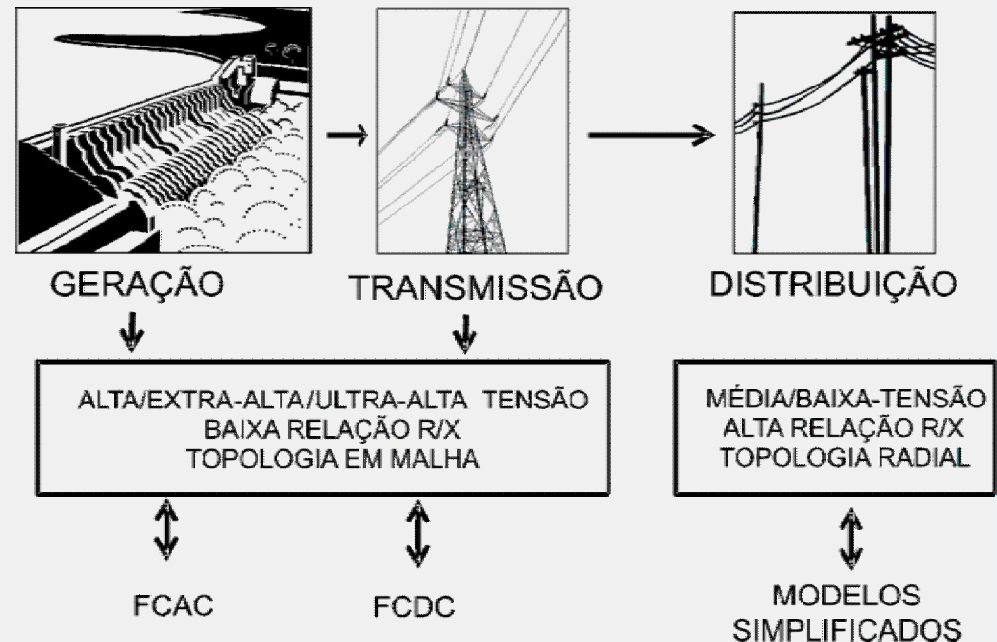 GERAÇÃO
TRANSMISSÃO
DISTRIBUIÇÃO
ALTA/EXTRA-ALTA/ULTRA-ALTA TENSÃO
BAIXA RELAÇÃO R/X
TOPOLOGIA EM MALHA
MÉDIA/BAIXA-TENSÃO
ALTA RELAÇÃO R/X
TOPOLOGIA RADIAL
FCAC
FCDC
MODELOS
SIMPLIFICADOS